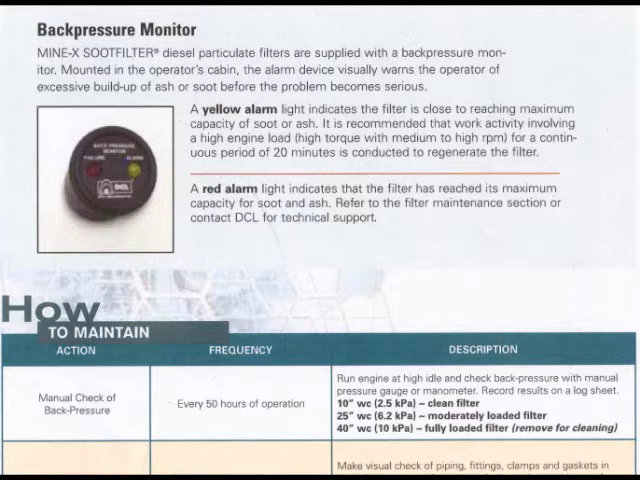 Backpressure Monitor
MINE-X SOOTFILTER® diesel particulate filters are supplied with a backpressure mon-
itor. Mounted in the operator's cabin, the alarm device visually warns the operator of
excessive build-up of ash or soot before the problem becomes serious.
A yellow alarm light indicates the filter is close to reaching maximum
capacity of soot or ash. It is recommended that work activity involving
a high engine load (high torque with medium to high rpm) for a contin-
uous period of 20 minutes is conducted to regenerate the filter.
BACK PRESSURE
MONITOR
FAILURE ALARM
DCL
A red alarm light indicates that the filter has reached its maximum
capacity for soot and ash. Refer to the filter maintenance section or
contact DCL for technical support.
How
TO MAINTAIN
ACTION FREQUENCY DESCRIPTION
Manual Check of
Back-Pressure
Every 50 hours of operation
Run engine at high idle and check back-pressure with manual
pressure gauge or manometer. Record results on a log sheet.
10" wc (2.5 kPa) ~ clean filter
25" wc (6.2 kPa) ~ moderately loaded filter
40" wc (10 kPa) ~ fully loaded filter (remove for cleaning)
Make visual check of piping, fittings, clamps and gaskets in